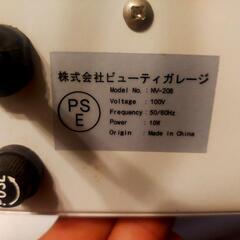 株式会社ビューティガレージ
Model No. : NV-208
Voltage : 100V
Frequency : 50/60Hz
Power : 10W
Origin : Made in China
PS
E
FUSE